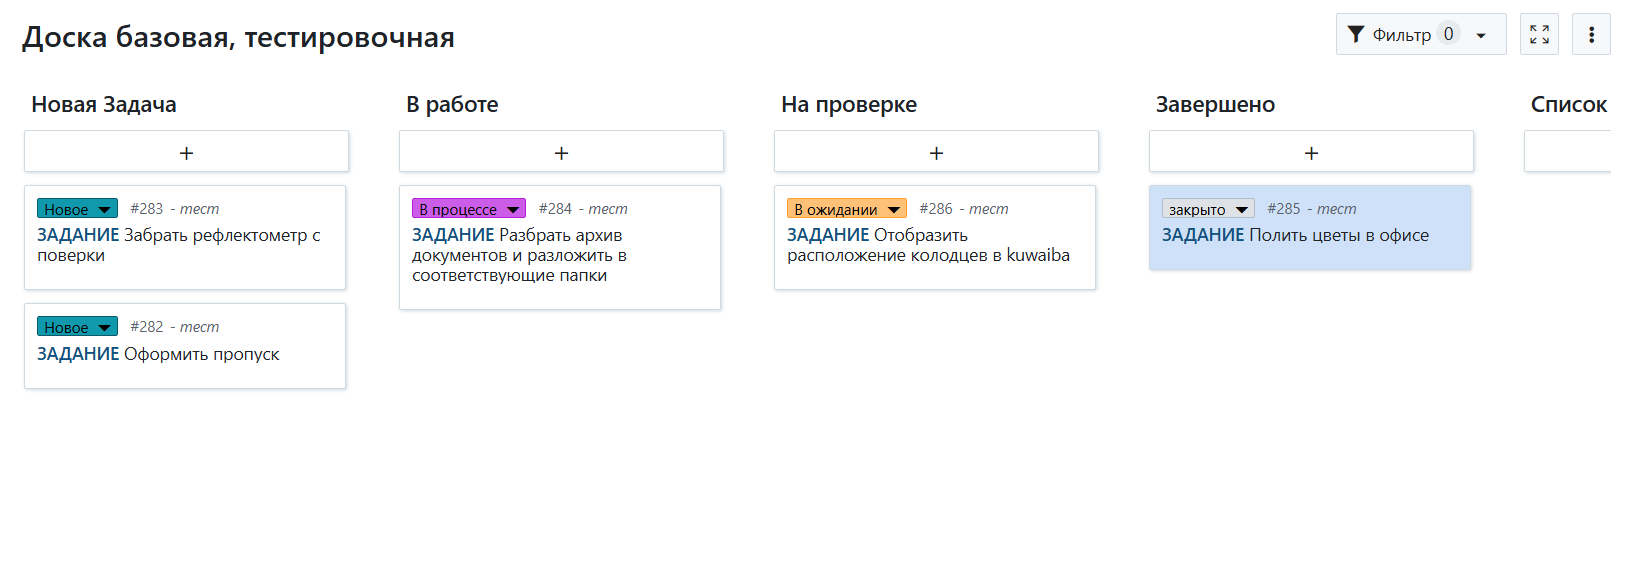 Доска базовая, тестировочная
Фильтр 0
Новая Задача
+
Новое #283 - тест
ЗАДАНИЕ Забрать рефлектометр с
поверки
Новое #282 - тест
ЗАДАНИЕ Оформить пропуск
В работе
+
В процессе #284 - тест
ЗАДАНИЕ Разбрать архив
документов и разложить в
соответствующие папки
На проверке
+
В ожидании #286 - тест
ЗАДАНИЕ Отобразить
расположение колодцев в kuwaiba
Завершено
+
закрыто #285 - тест
ЗАДАНИЕ Полить цветы в офисе
Список